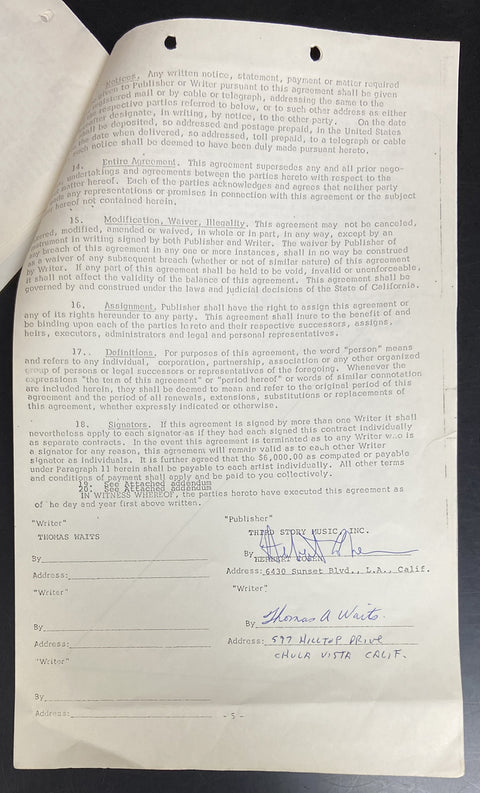 Notices. Any written notice, statement, payment or matter required
given to Publisher or Writer pursuant to this agreement shall be given
registered mail or by cable or telegraph, addressing the same to the
respective parties referred to below, or to such other address as either
after designate, in writing, by notice, to the other party. On the date
shall be deposited, so addressed and postage prepaid, in the United States
the date when delivered, so addressed, toll prepaid, to a telegraph or cable
such notice shall be deemed to have been duly made pursuant hereto.
14. Entire Agreement. This agreement supersedes any and all prior nego-
undertakings and agreements between the parties hereto with respect to the
matter hereof. Each of the parties acknowledges and agrees that neither party
made any representations or promises in connection with this agreement or the subject
hereof not contained herein.
15. Modification, Waiver, Illegality. This agreement may not be canceled,
altered, modified, amended or waived, in whole or in part, in any way, except by an
instrument in writing signed by both Publisher and Writer. The waiver by Publisher of
any breach of this agreement in any one or more instances, shall in no way be construed
as a waiver of any subsequent breach (whether or not of similar nature) of this agreement
by Writer. If any part of this agreement shall be held to be void, invalid or unenforceable,
it shall not affect the validity of the balance of this agreement. This agreement shall be
governed by and construed under the laws and judicial decisions of the State of California.
16. Assignment. Publisher shall have the right to assign this agreement or
any of its rights hereunder to any party. This agreement shall inure to the benefit of and
be binding upon each of the parties hereto and their respective successors, assigns,
heirs, executors, administrators and legal and personal representatives.
17.. Definitions. For purposes of this agreement, the word "person" means
and refers to any individual, corporation, partnership, association or any other organized
group of persons or legal successors or representatives of the foregoing. Whenever the
expressions "the term of this agreement" or "period hereof" or words of similar connotation
are included herein, they shall be deemed to mean and refer to the original period of this
agreement and the period of all renewals, extensions, substitutions or replacements of
this agreement, whether expressly indicated or otherwise.
18. Signators. If this agreement is signed by more than one Writer it shall
nevertheless apply to each signator as if they had each signed this contract individually
as separate contracts. In the event this agreement is terminated as to any Writer who is
a signator for any reason, this agreement will remain valid as to each other Writer
signator as individuals. It is further agreed that the $6,000.00 as computed or payable
under Paragraph 11 herein shall be payable to each artist individually. All other terms
and conditions of payment shall apply and be paid to you collectively.
19. See Attached addendum
20. See Attached addendum
IN WITNESS WHEREOF, the parties hereto have executed this agreement as
of the day and year first above written.
"Writer" "Publisher"
THOMAS WAITS THIRD STORY MUSIC, INC.
By By
HERBERT COHEN
Address: Address: 6430 Sunset Blvd., L.A., Calif.
"Writer" "Writer"
By By Thomas A Waits
Address: Address: 597 HILLTOP DRIVE
CHULA VISTA CALIF.
"Writer"
By
Address:
- 5 -